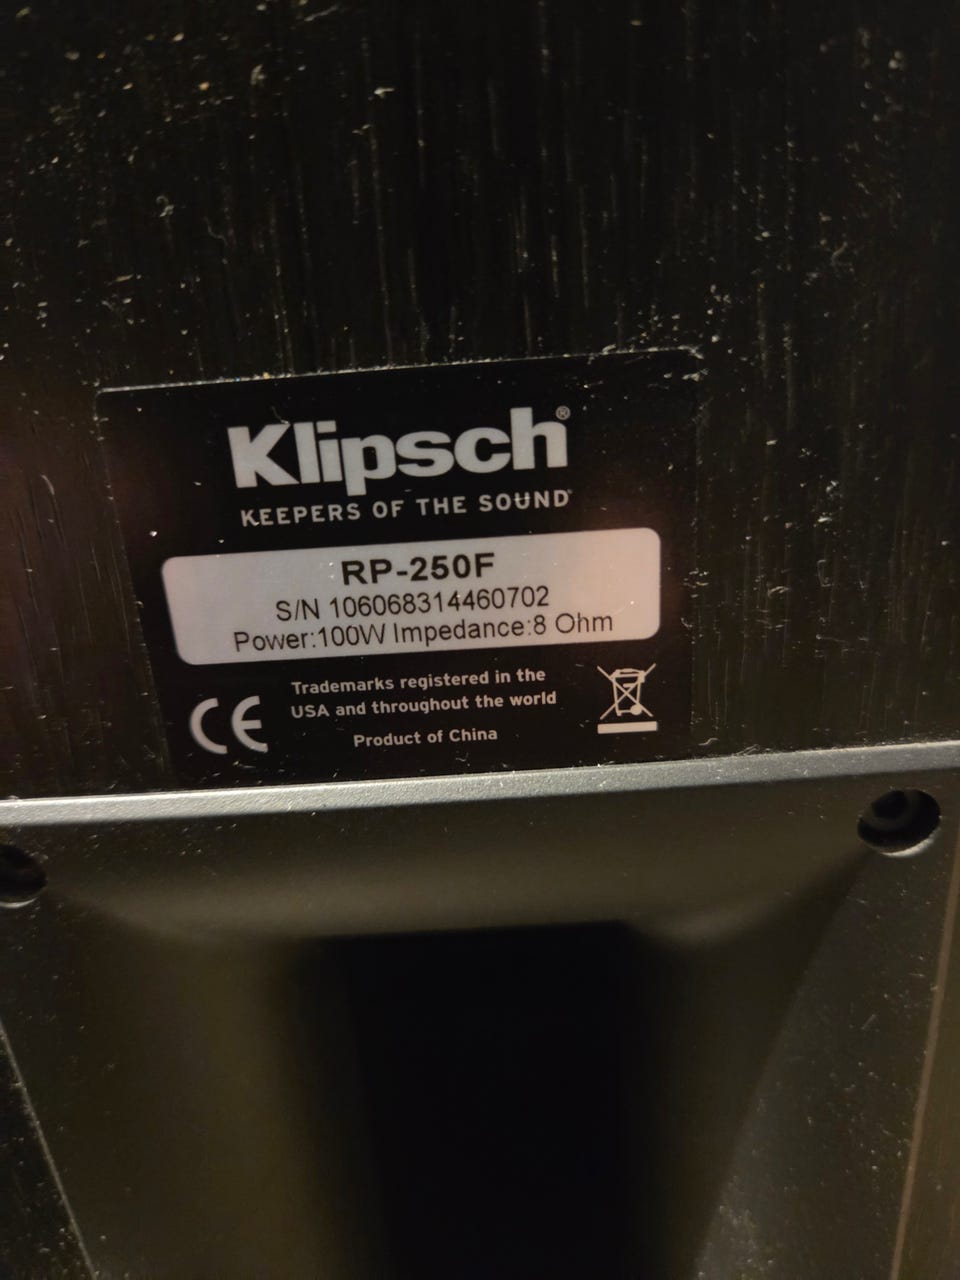 Klipsch®
KEEPERS OF THE SOUND
RP-250F
S/N 106068314460702
Power:100W Impedance:8 Ohm
Trademarks registered in the
USA and throughout the world
CE
Product of China